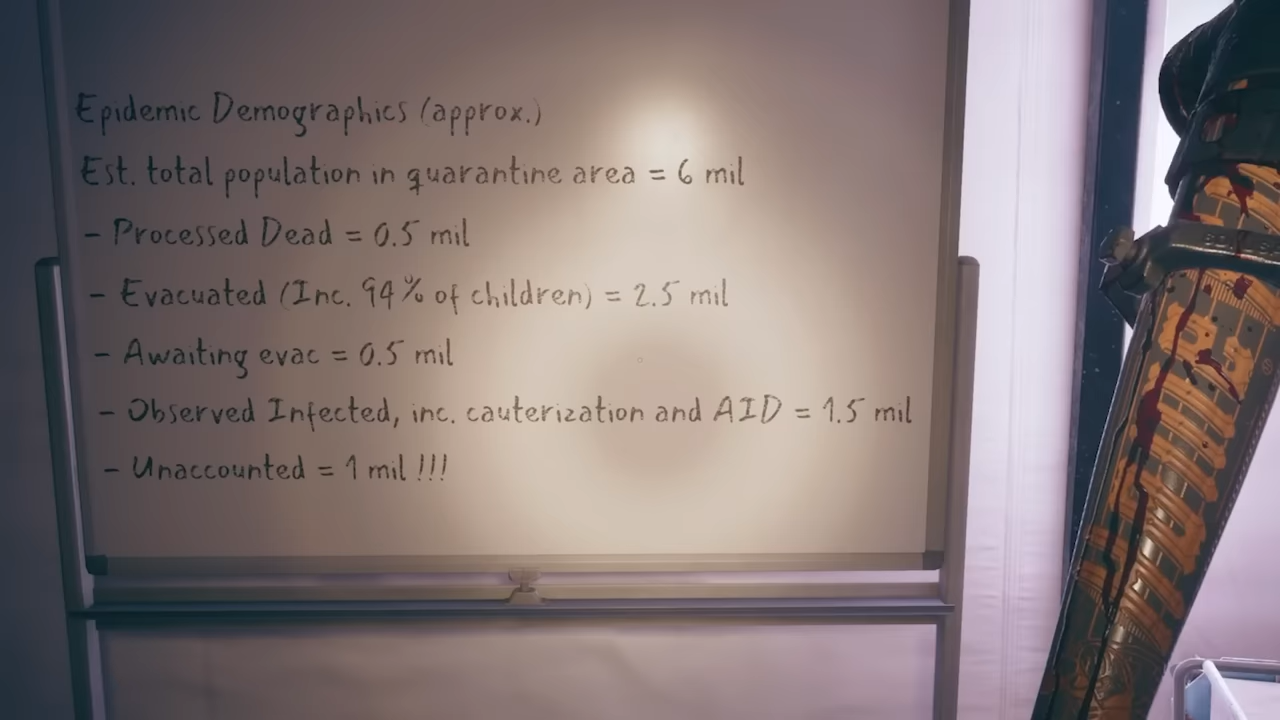 Epidemic Demographics (approx.)
Est. total population in quarantine area = 6 mil
- Processed Dead = 0.5 mil
- Evacuated (Inc. 94% of children) = 2.5 mil
- Awaiting evac = 0.5 mil
- Observed Infected, inc. cauterization and AID = 1.5 mil
- Unaccounted = 1 mil !!!